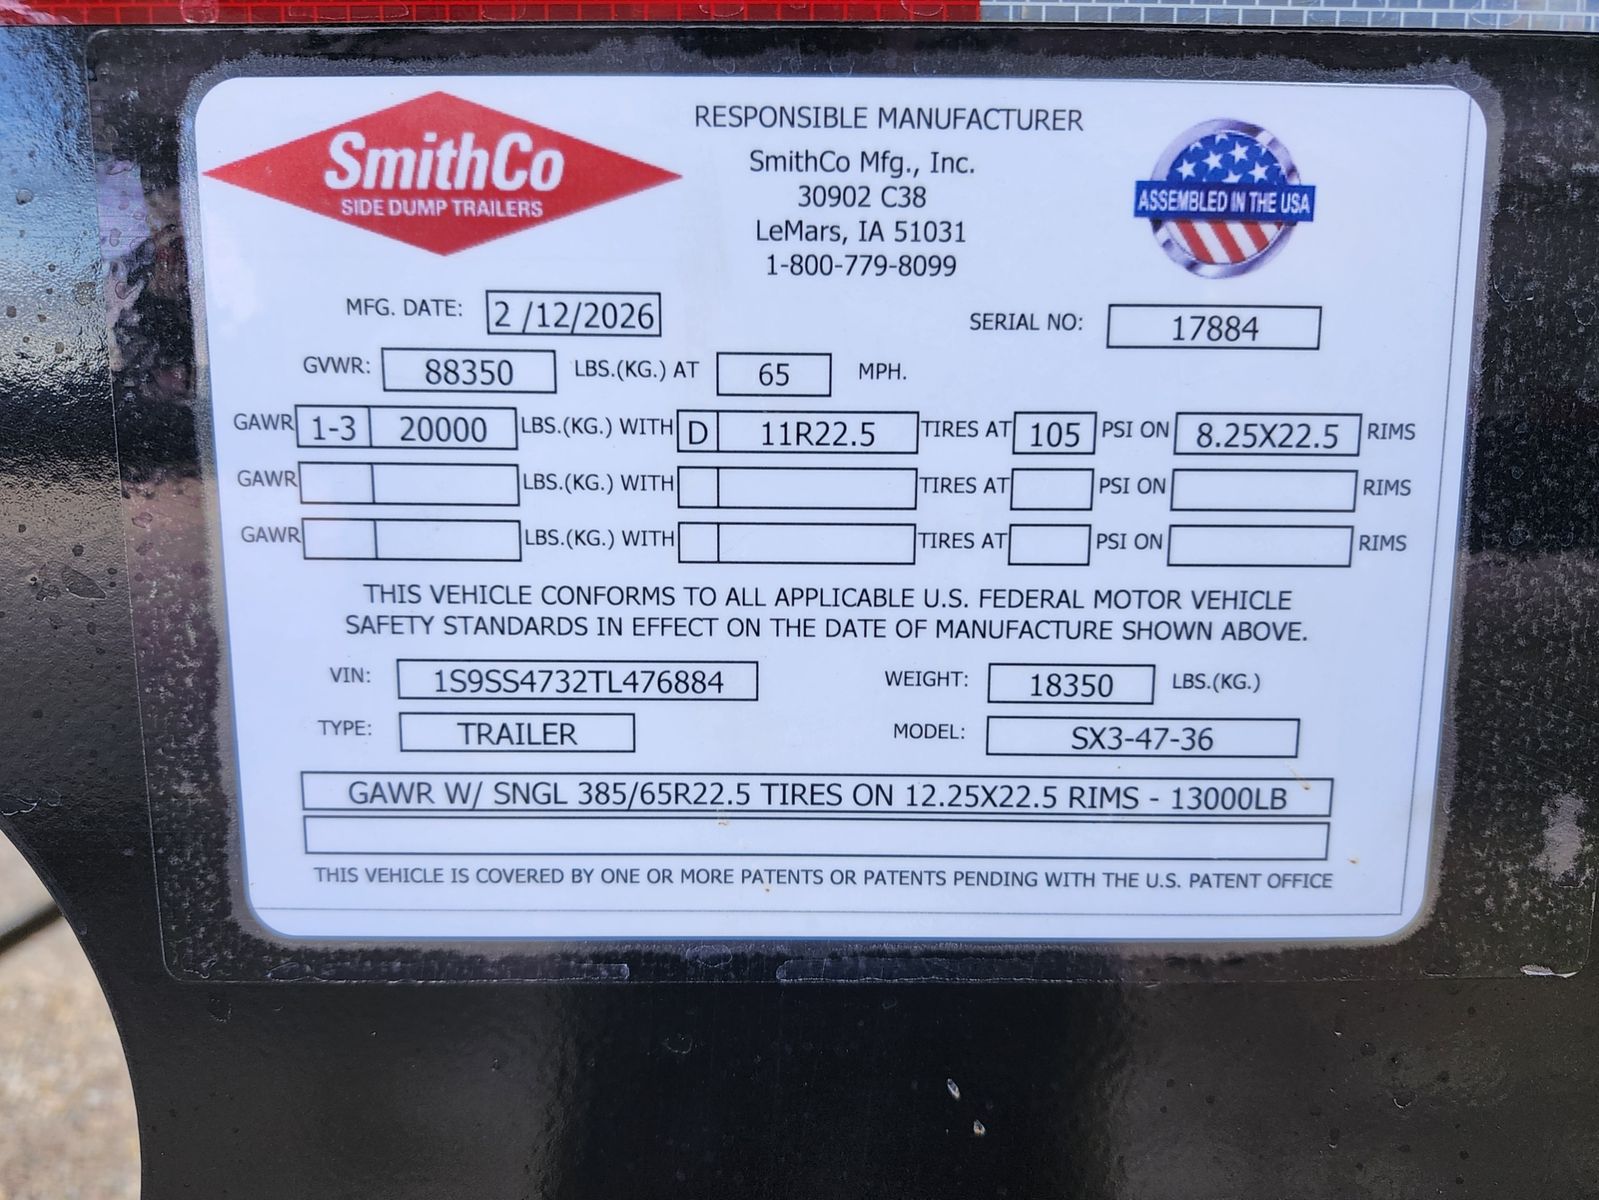 SmithCo
SIDE DUMP TRAILERS
RESPONSIBLE MANUFACTURER
SmithCo Mfg., Inc.
30902 C38
LeMars, IA 51031
1-800-779-8099
ASSEMBLED IN THE USA
MFG. DATE: 2 /12/2026
SERIAL NO: 17884
GVWR: 88350 LBS.(KG.) AT 65 MPH.
GAWR 1-3 20000 LBS.(KG.) WITH D 11R22.5 TIRES AT 105 PSI ON 8.25X22.5 RIMS
GAWR LBS.(KG.) WITH TIRES AT PSI ON RIMS
GAWR LBS.(KG.) WITH TIRES AT PSI ON RIMS
THIS VEHICLE CONFORMS TO ALL APPLICABLE U.S. FEDERAL MOTOR VEHICLE
SAFETY STANDARDS IN EFFECT ON THE DATE OF MANUFACTURE SHOWN ABOVE.
VIN: 1S9SS4732TL476884 WEIGHT: 18350 LBS.(KG.)
TYPE: TRAILER MODEL: SX3-47-36
GAWR W/ SNGL 385/65R22.5 TIRES ON 12.25X22.5 RIMS - 13000LB
THIS VEHICLE IS COVERED BY ONE OR MORE PATENTS OR PATENTS PENDING WITH THE U.S. PATENT OFFICE